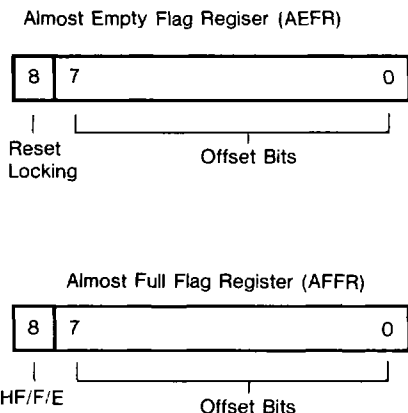 Almost Empty Flag Regiser (AEFR)
8 7 0
Reset Locking
Offset Bits
Almost Full Flag Register (AFFR)
8 7 0
HF/F/E
Offset Bits